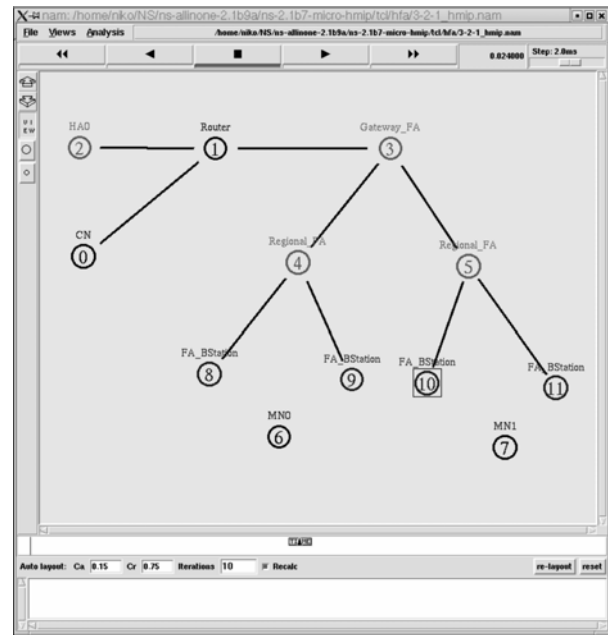 nam: /home/niko/NS/ns-allinone-2.1b9a/ns-2.1b7-micro-hmip/tcl/hfa/3-2-1_hmip.nam
File Views Analysis /home/niko/NS/ns-allinone-2.1b9a/ns-2.1b7-micro-hmip/tcl/hfa/3-2-1_hmip.nam
0.024000 Step: 2.0ms
HA0 Router Gateway_FA
2 1 3
CN Regional_FA Regional_FA
0 4 5
FA_BStation FA_BStation FA_BStation FA_BStation
8 9 10 11
MN0 MN1
6 7
Auto layout: Ca 0.15 Cr 0.75 Iterations 10 Recalc re-layout reset